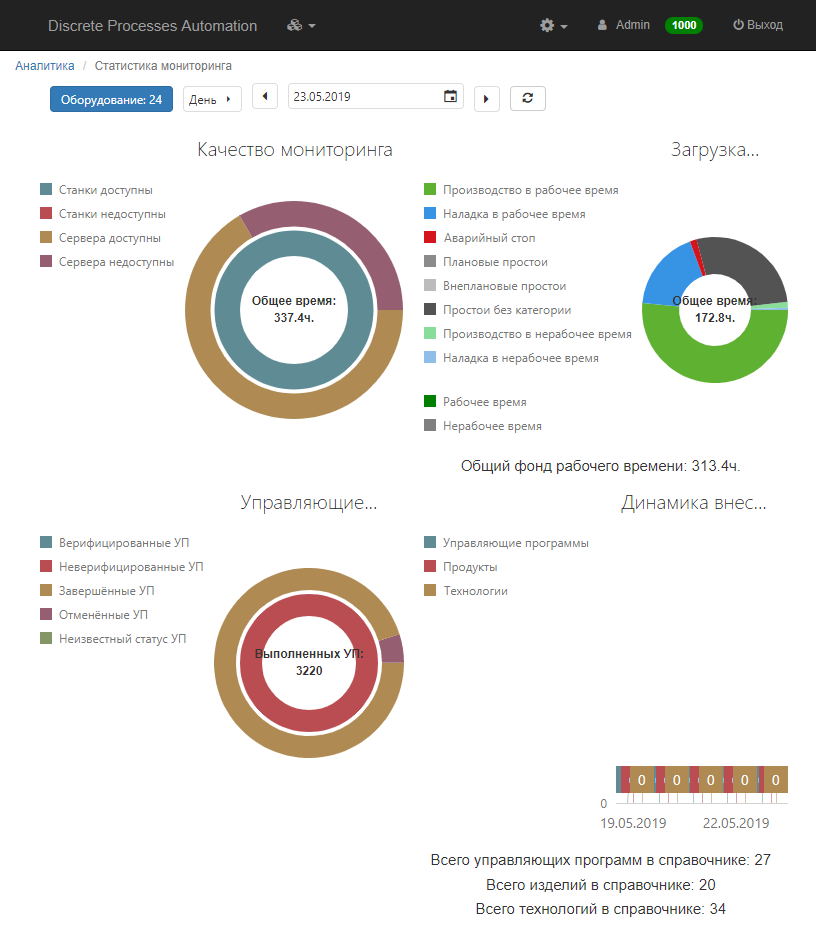 Discrete Processes Automation
Admin
1000
Выход
Аналитика / Статистика мониторинга
Оборудование: 24
День
23.05.2019
Качество мониторинга
Станки доступны
Станки недоступны
Сервера доступны
Сервера недоступны
Общее время:
337.4ч.
Загрузка...
Производство в рабочее время
Наладка в рабочее время
Аварийный стоп
Плановые простои
Внеплановые простои
Простои без категории
Производство в нерабочее время
Наладка в нерабочее время
Рабочее время
Нерабочее время
Общее время:
172.8ч.
Общий фонд рабочего времени: 313.4ч.
Управляющие...
Верифицированные УП
Неверифицированные УП
Завершённые УП
Отменённые УП
Неизвестный статус УП
Выполненных УП:
3220
Динамика внес...
Управляющие программы
Продукты
Технологии
0 0 0 0 0
0
19.05.2019 22.05.2019
Всего управляющих программ в справочнике: 27
Всего изделий в справочнике: 20
Всего технологий в справочнике: 34